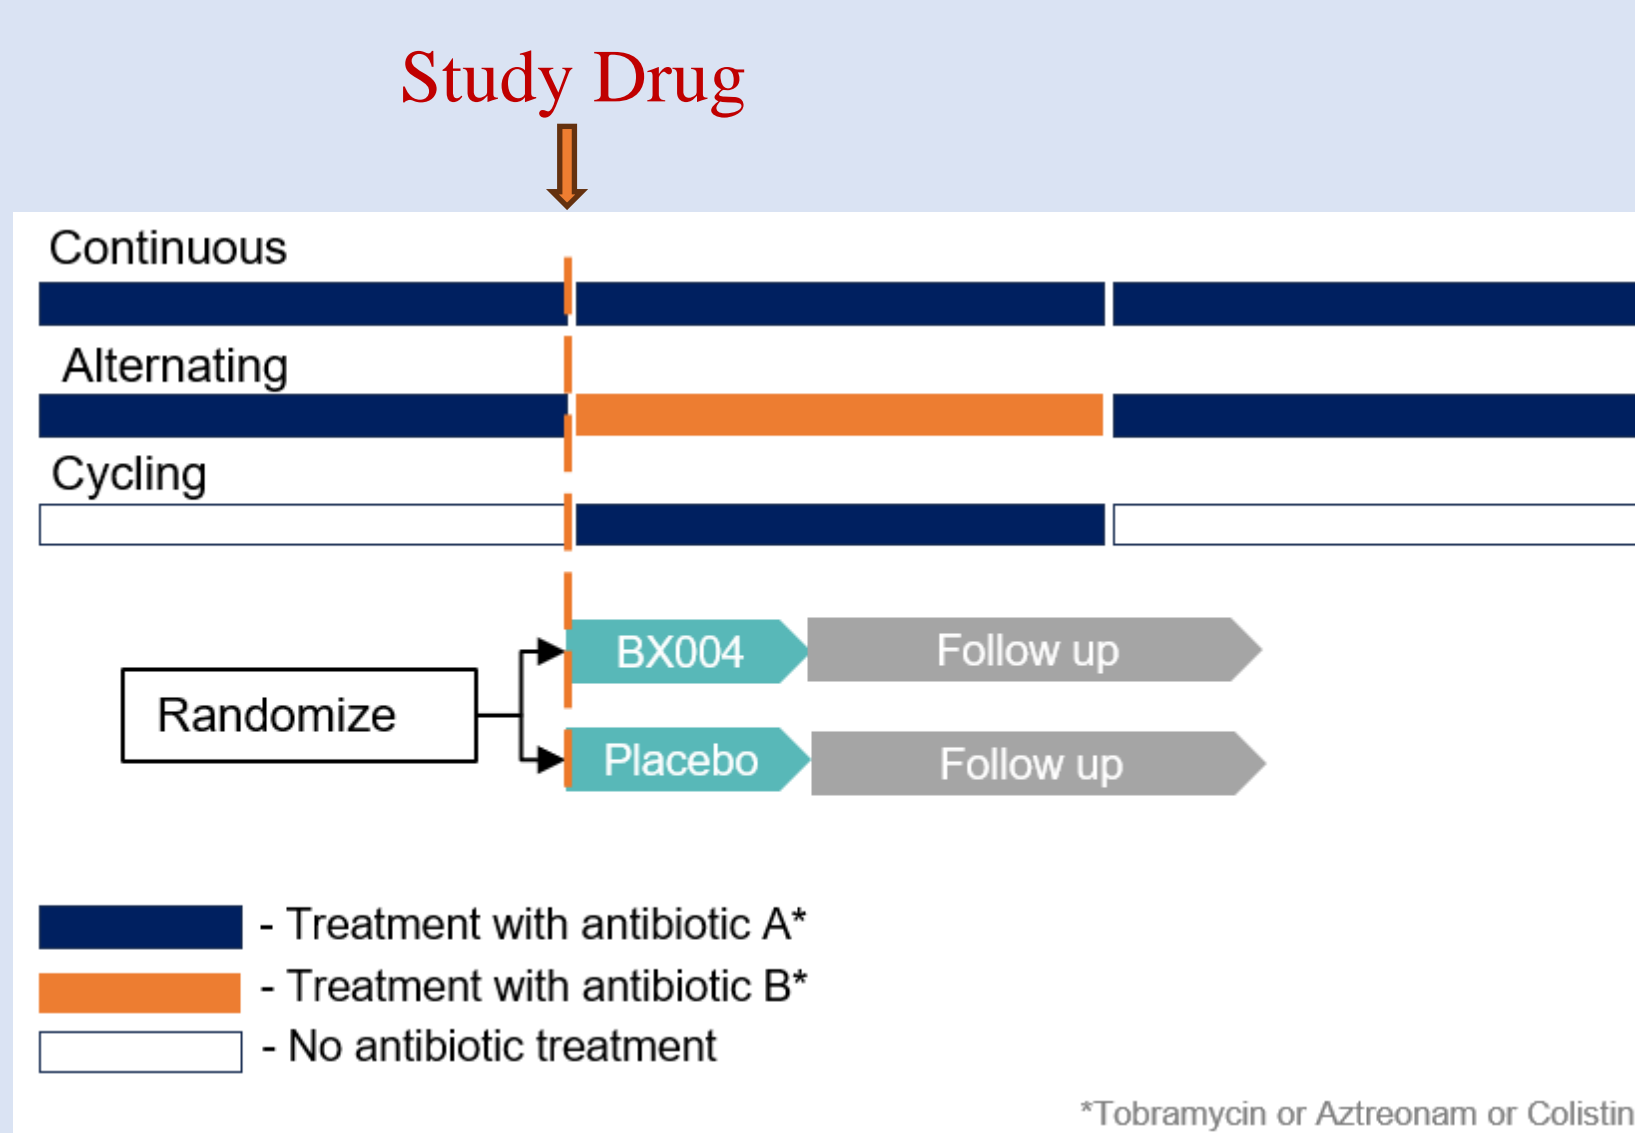 Study Drug
Continuous
Alternating
Cycling
BX004
Follow up
Randomize
Placebo
Follow up
- Treatment with antibiotic A*
- Treatment with antibiotic B*
- No antibiotic treatment
*Tobramycin or Aztreonam or Colistin